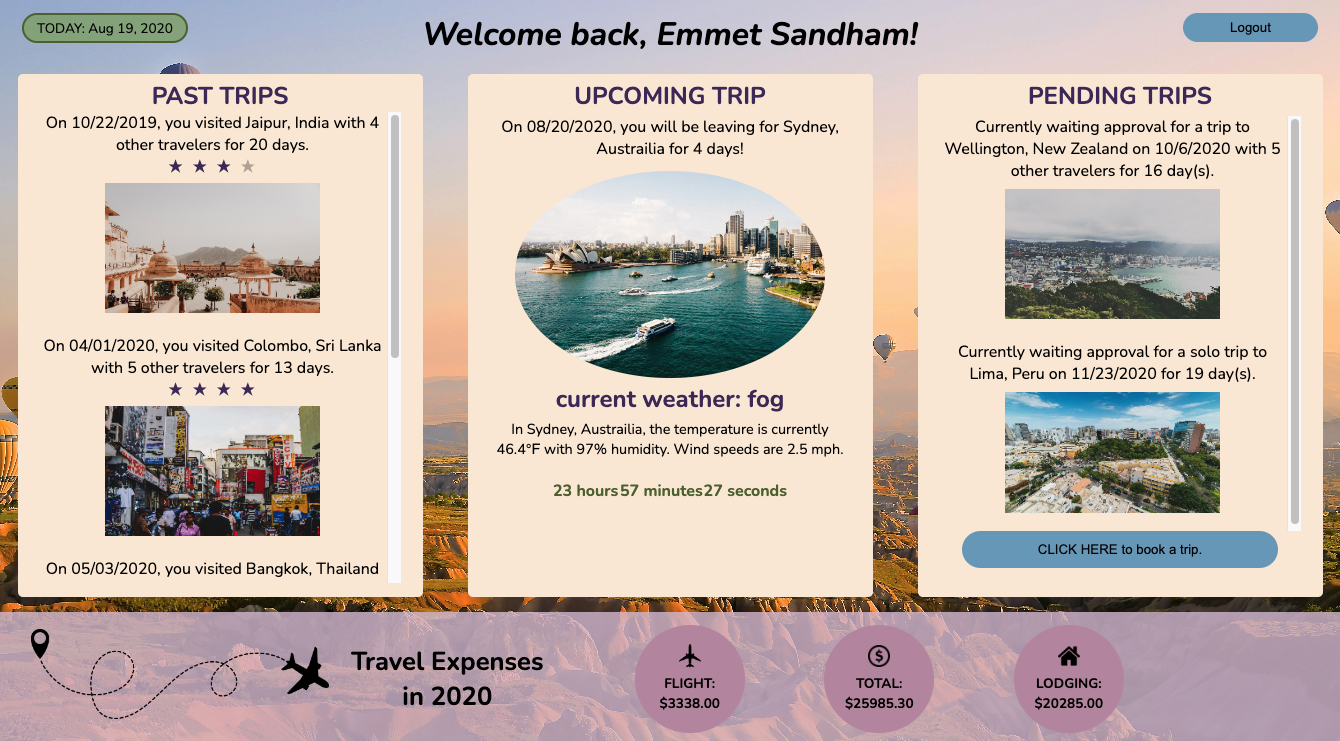 TODAY: Aug 19, 2020
Welcome back, Emmet Sandham!
Logout
PAST TRIPS
On 10/22/2019, you visited Jaipur, India with 4
other travelers for 20 days.
On 04/01/2020, you visited Colombo, Sri Lanka
with 5 other travelers for 13 days.
On 05/03/2020, you visited Bangkok, Thailand
UPCOMING TRIP
On 08/20/2020, you will be leaving for Sydney,
Austrailia for 4 days!
current weather: fog
In Sydney, Austrailia, the temperature is currently
46.4°F with 97% humidity. Wind speeds are 2.5 mph.
23 hours 57 minutes 27 seconds
PENDING TRIPS
Currently waiting approval for a trip to
Wellington, New Zealand on 10/6/2020 with 5
other travelers for 16 day(s).
Currently waiting approval for a solo trip to
Lima, Peru on 11/23/2020 for 19 day(s).
CLICK HERE to book a trip.
Travel Expenses
in 2020
FLIGHT:
$3338.00
TOTAL:
$25985.30
LODGING:
$20285.00